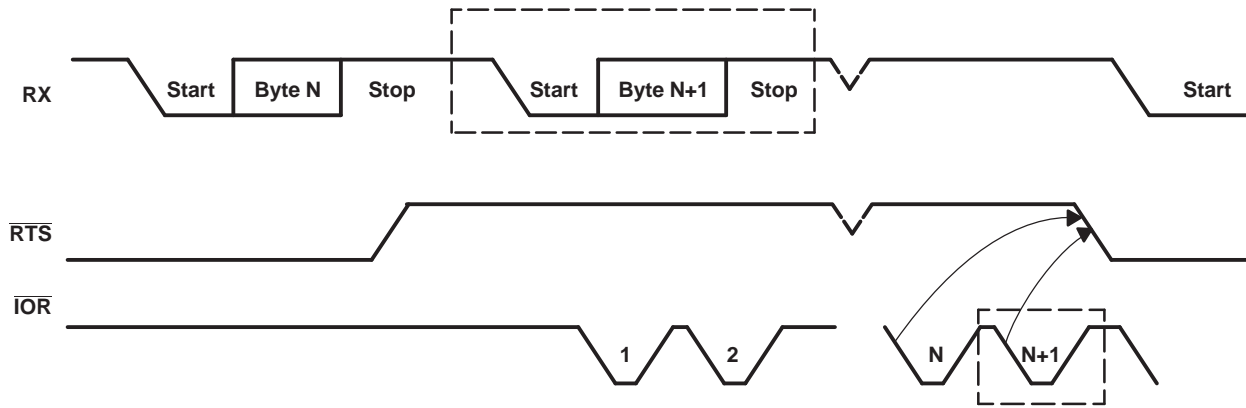 RX
Start
Byte N
Stop
Start
Byte N+1
Stop
Start
RTS
IOR
1
2
N
N+1